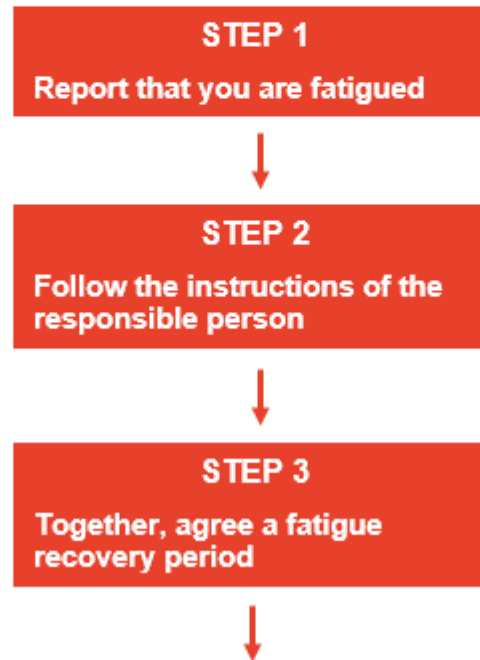 STEP 1
Report that you are fatigued
STEP 2
Follow the instructions of the
responsible person
STEP 3
Together, agree a fatigue
recovery period